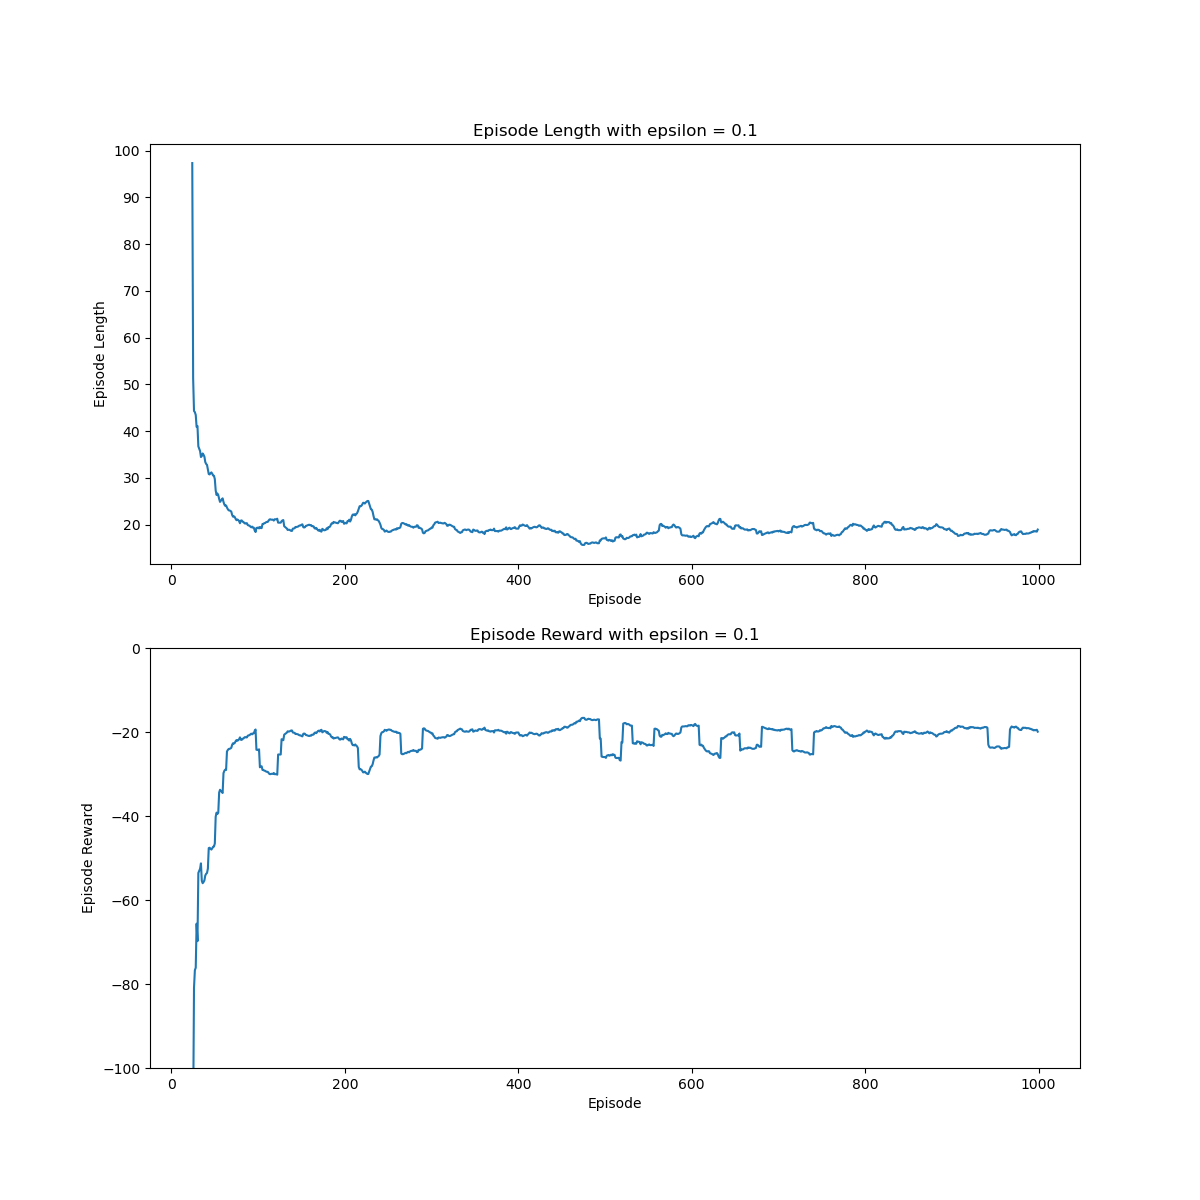 Episode Length with epsilon = 0.1
100
90
80
70
60
50
40
30
20
Episode Length
0 200 400 600 800 1000
Episode
Episode Reward with epsilon = 0.1
0
−20
−40
−60
−80
−100
Episode Reward
0 200 400 600 800 1000
Episode